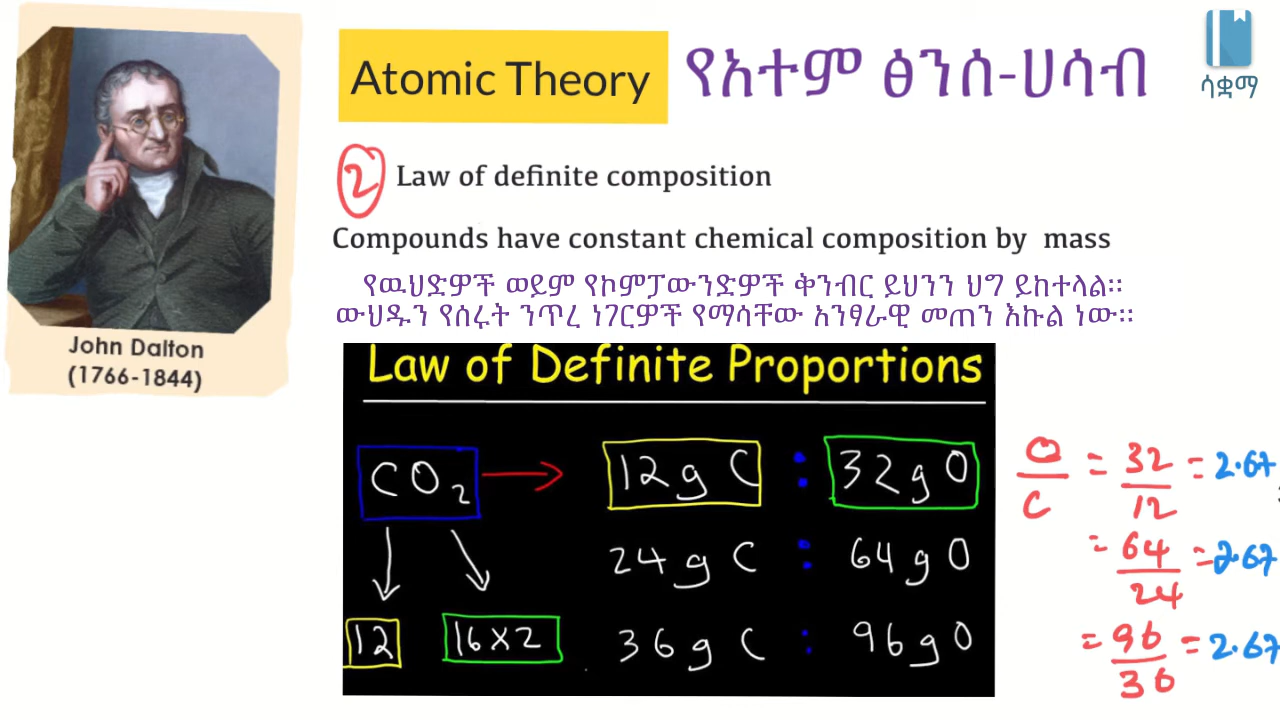 Atomic Theory የአተም ፅንሰ-ሀሳብ
ሳቋማ
2 Law of definite composition
Compounds have constant chemical composition by mass
የዉህድዎች ወይም የኮምፓውንድዎች ቅንብር ይህንን ህግ ይከተላል።
ውህዱን የሰሩት ንጥረ ነገርዎች የማሳቸው አንፃራዊ መጠን እኩል ነው።
John Dalton
(1766-1844)
Law of Definite Proportions
CO₂ → 12g C : 32g O
24g C : 64g O
12 16x2 36g C : 96g O
O/C = 32/12 = 2.67
= 64/24 = 2.67
= 96/36 = 2.67